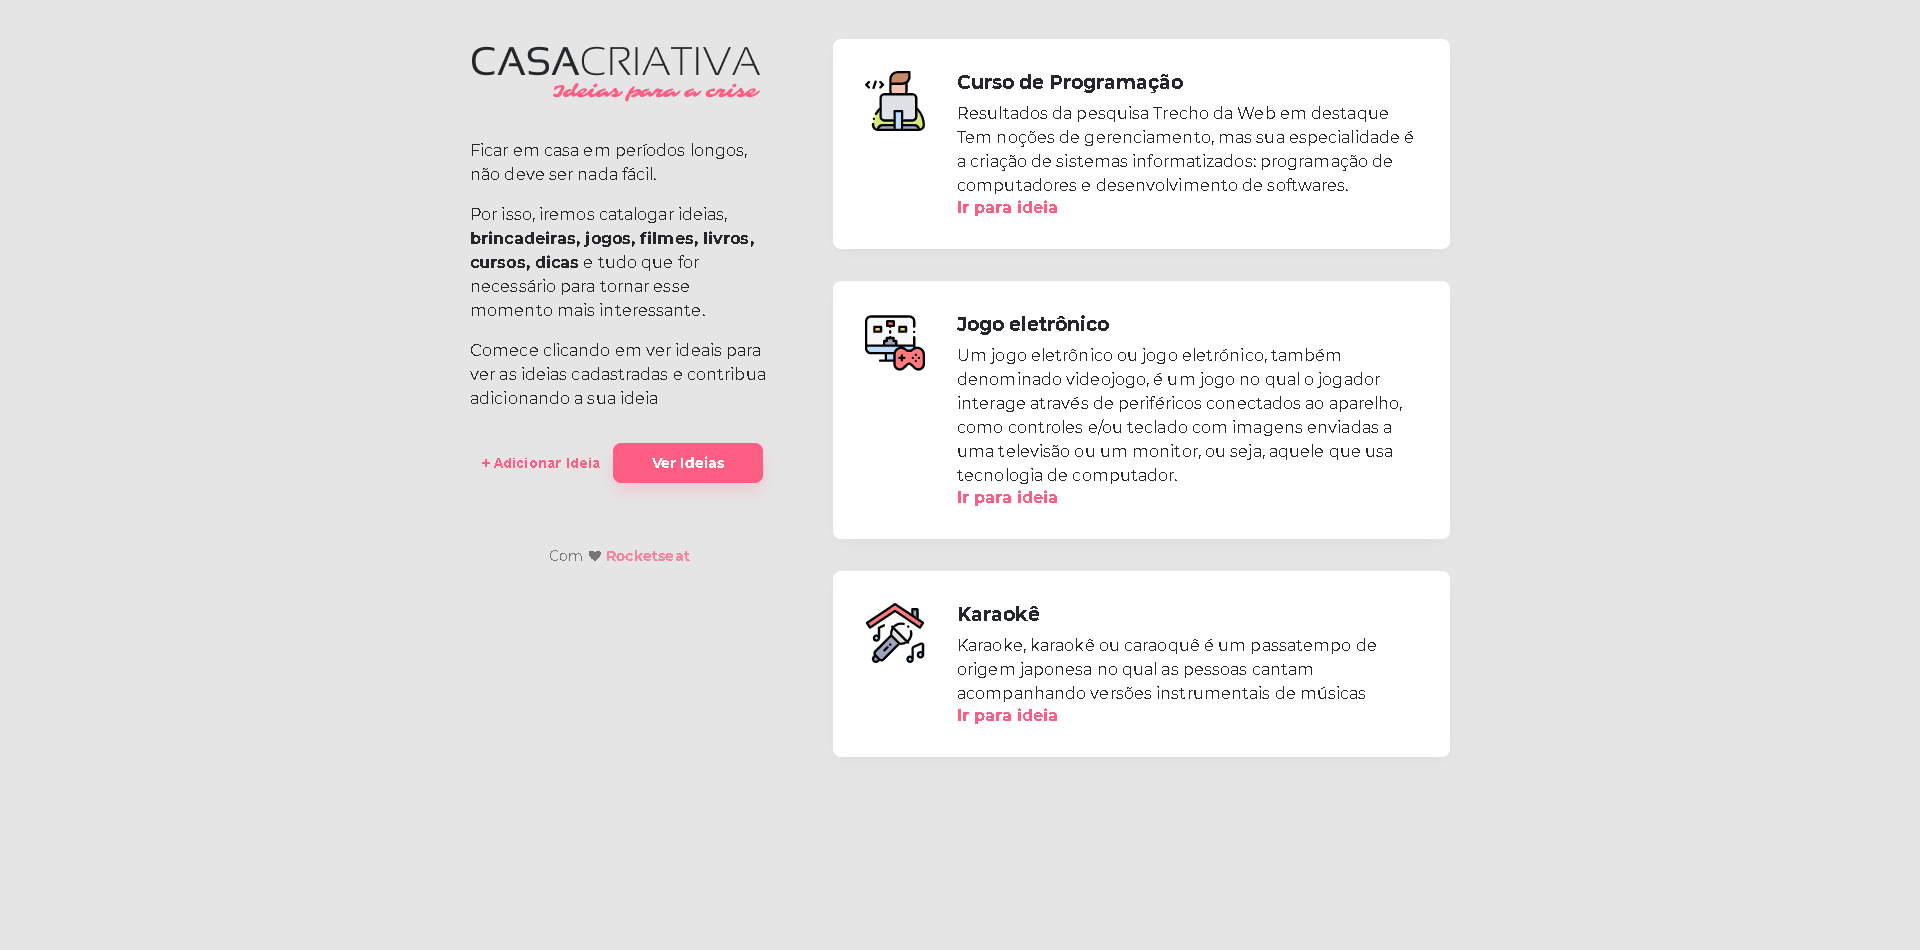 CASACRIATIVA
Ideias para a crise
Ficar em casa em períodos longos,
não deve ser nada fácil.
Por isso, iremos catalogar ideias,
brincadeiras, jogos, filmes, livros,
cursos, dicas e tudo que for
necessário para tornar esse
momento mais interessante.
Comece clicando em ver ideais para
ver as ideias cadastradas e contribua
adicionando a sua ideia
+ Adicionar Ideia
Ver Ideias
Com ♥ Rocketseat
Curso de Programação
Resultados da pesquisa Trecho da Web em destaque
Tem noções de gerenciamento, mas sua especialidade é
a criação de sistemas informatizados: programação de
computadores e desenvolvimento de softwares.
Ir para ideia
Jogo eletrônico
Um jogo eletrônico ou jogo eletrónico, também
denominado videojogo, é um jogo no qual o jogador
interage através de periféricos conectados ao aparelho,
como controles e/ou teclado com imagens enviadas a
uma televisão ou um monitor, ou seja, aquele que usa
tecnologia de computador.
Ir para ideia
Karaokê
Karaoke, karaokê ou caraoquê é um passatempo de
origem japonesa no qual as pessoas cantam
acompanhando versões instrumentais de músicas
Ir para ideia